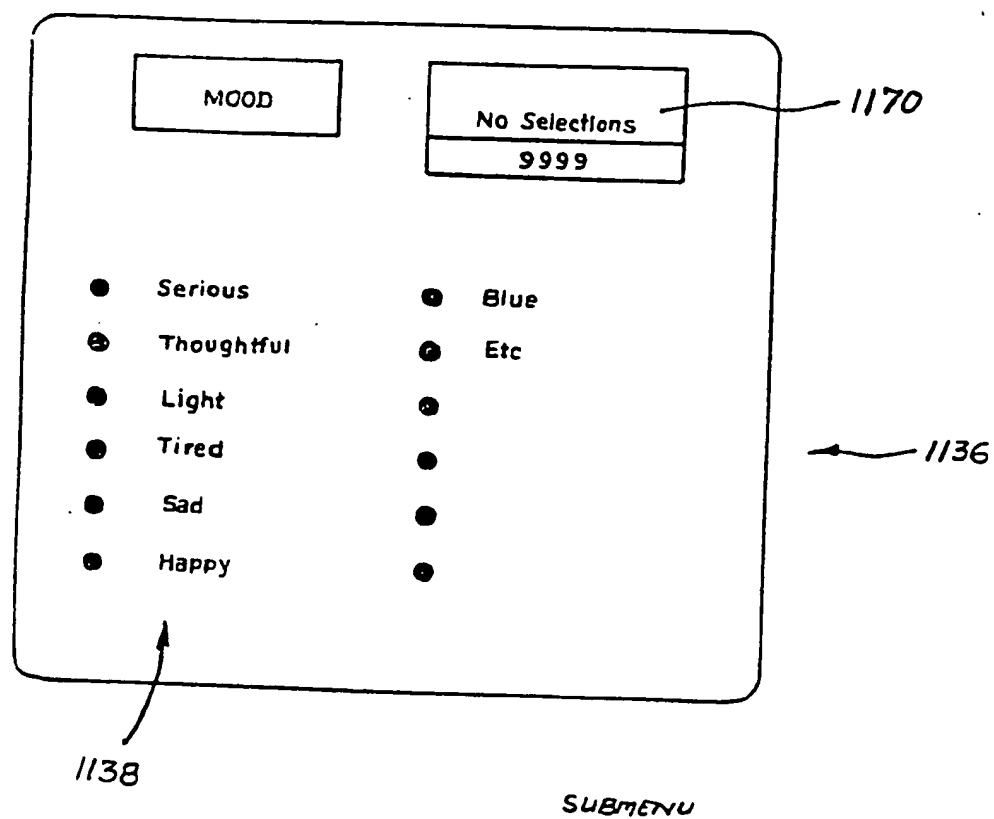 MOOD
No Selections
9999
1170
Serious
Thoughtful
Light
Tired
Sad
Happy
Blue
Etc
1136
1138
SUBMENU